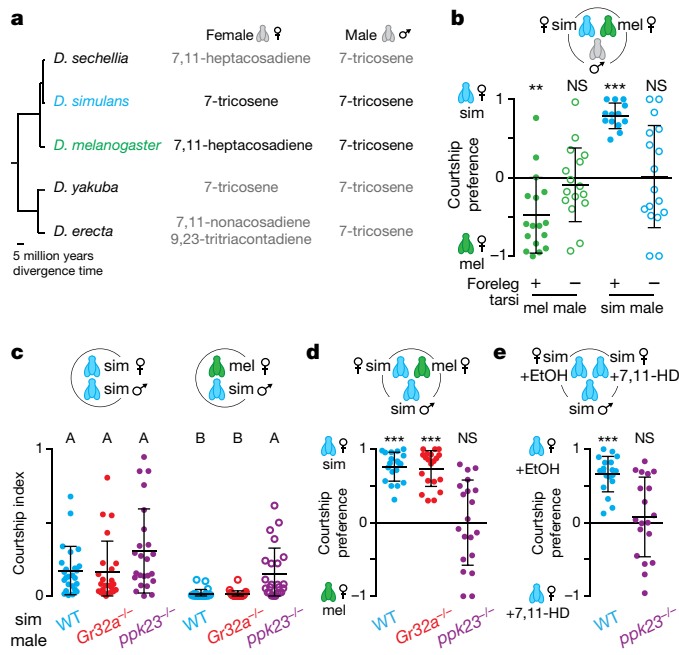 a
Female ♀ Male ♂
D. sechellia 7,11-heptacosadiene 7-tricosene
D. simulans 7-tricosene 7-tricosene
D. melanogaster 7,11-heptacosadiene 7-tricosene
D. yakuba 7-tricosene 7-tricosene
D. erecta 7,11-nonacosadiene 7-tricosene
9,23-tritriacontadiene
5 million years
divergence time
b
♀ sim mel ♀
♂
** NS *** NS
♀
sim
1
0
−1
Courtship
preference
♀
mel
Foreleg + − + −
tarsi
mel male sim male
c
sim ♀ mel ♀
sim ♂ sim ♂
A A A B B A
1
0
Courtship index
sim
male
WT Gr32a−/− ppk23−/− WT Gr32a−/− ppk23−/−
d
♀ sim mel ♀
sim ♂
*** *** NS
♀
sim
1
0
−1
Courtship
preference
♀
mel
WT Gr32a−/− ppk23−/−
e
♀ sim sim ♀
+EtOH +7,11-HD
sim ♂
*** NS
♀
+EtOH
1
0
−1
Courtship
preference
♀
+7,11-HD
WT ppk23−/−